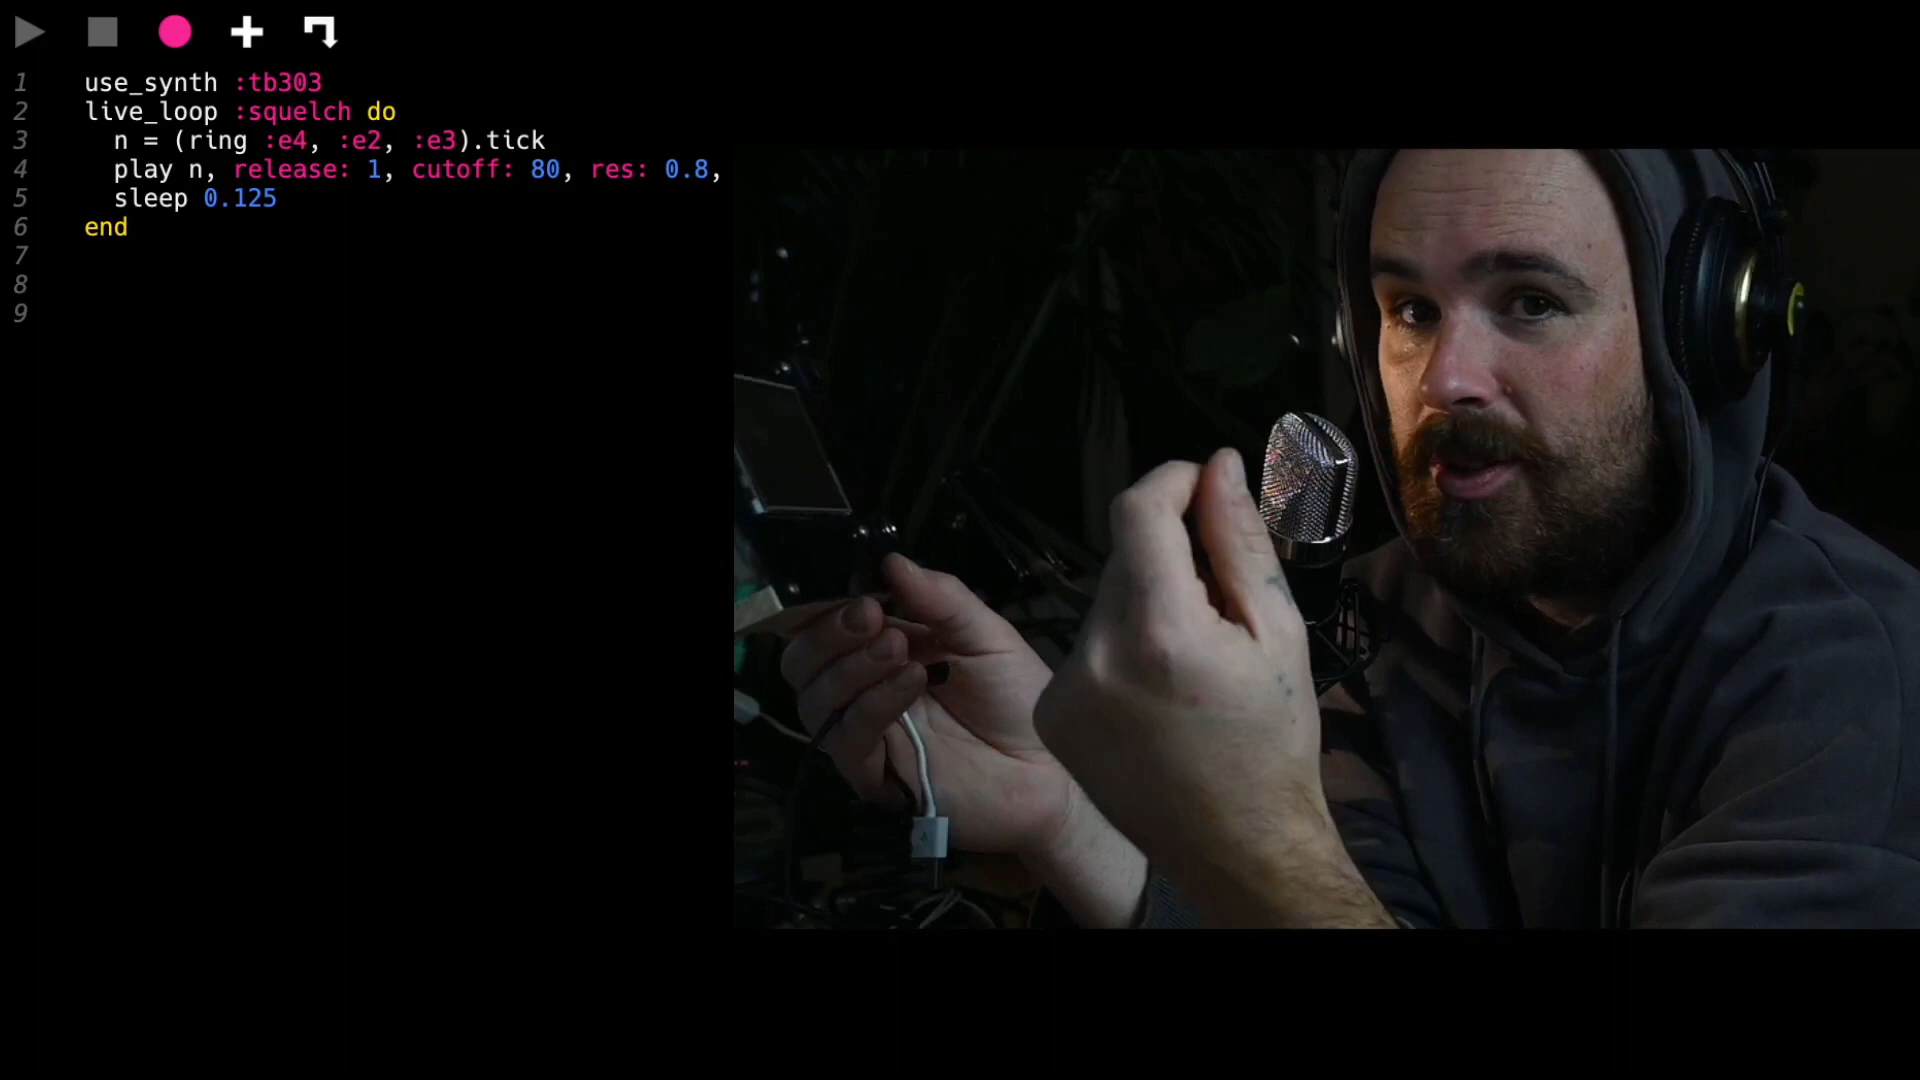 1 use_synth :tb303
2 live_loop :squelch do
3 n = (ring :e4, :e2, :e3).tick
4 play n, release: 1, cutoff: 80, res: 0.8,
5 sleep 0.125
6 end
7
8
9